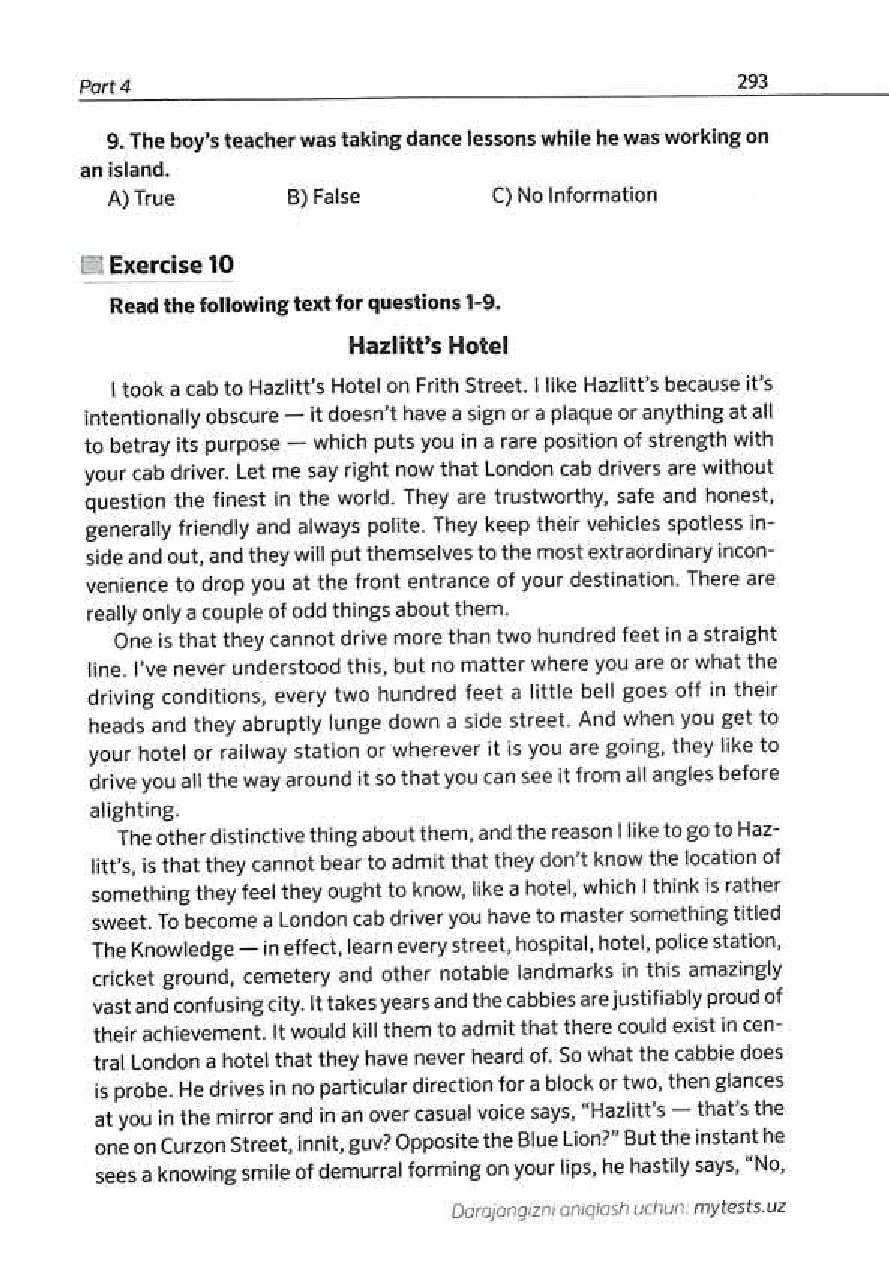 Part 4
293
9. The boy's teacher was taking dance lessons while he was working on
an island.
A) True B) False C) No Information
Exercise 10
Read the following text for questions 1-9.
Hazlitt's Hotel
I took a cab to Hazlitt's Hotel on Frith Street. I like Hazlitt's because it's
intentionally obscure — it doesn't have a sign or a plaque or anything at all
to betray its purpose — which puts you in a rare position of strength with
your cab driver. Let me say right now that London cab drivers are without
question the finest in the world. They are trustworthy, safe and honest,
generally friendly and always polite. They keep their vehicles spotless in-
side and out, and they will put themselves to the most extraordinary incon-
venience to drop you at the front entrance of your destination. There are
really only a couple of odd things about them.
One is that they cannot drive more than two hundred feet in a straight
line. I've never understood this, but no matter where you are or what the
driving conditions, every two hundred feet a little bell goes off in their
heads and they abruptly lunge down a side street. And when you get to
your hotel or railway station or wherever it is you are going, they like to
drive you all the way around it so that you can see it from all angles before
alighting.
The other distinctive thing about them, and the reason I like to go to Haz-
litt's, is that they cannot bear to admit that they don't know the location of
something they feel they ought to know, like a hotel, which I think is rather
sweet. To become a London cab driver you have to master something titled
The Knowledge — in effect, learn every street, hospital, hotel, police station,
cricket ground, cemetery and other notable landmarks in this amazingly
vast and confusing city. It takes years and the cabbies are justifiably proud of
their achievement. It would kill them to admit that there could exist in cen-
tral London a hotel that they have never heard of. So what the cabbie does
is probe. He drives in no particular direction for a block or two, then glances
at you in the mirror and in an over casual voice says, "Hazlitt's — that's the
one on Curzon Street, innit, guv? Opposite the Blue Lion?" But the instant he
sees a knowing smile of demurral forming on your lips, he hastily says, "No,
Darajangizni aniqlash uchun: mytests.uz